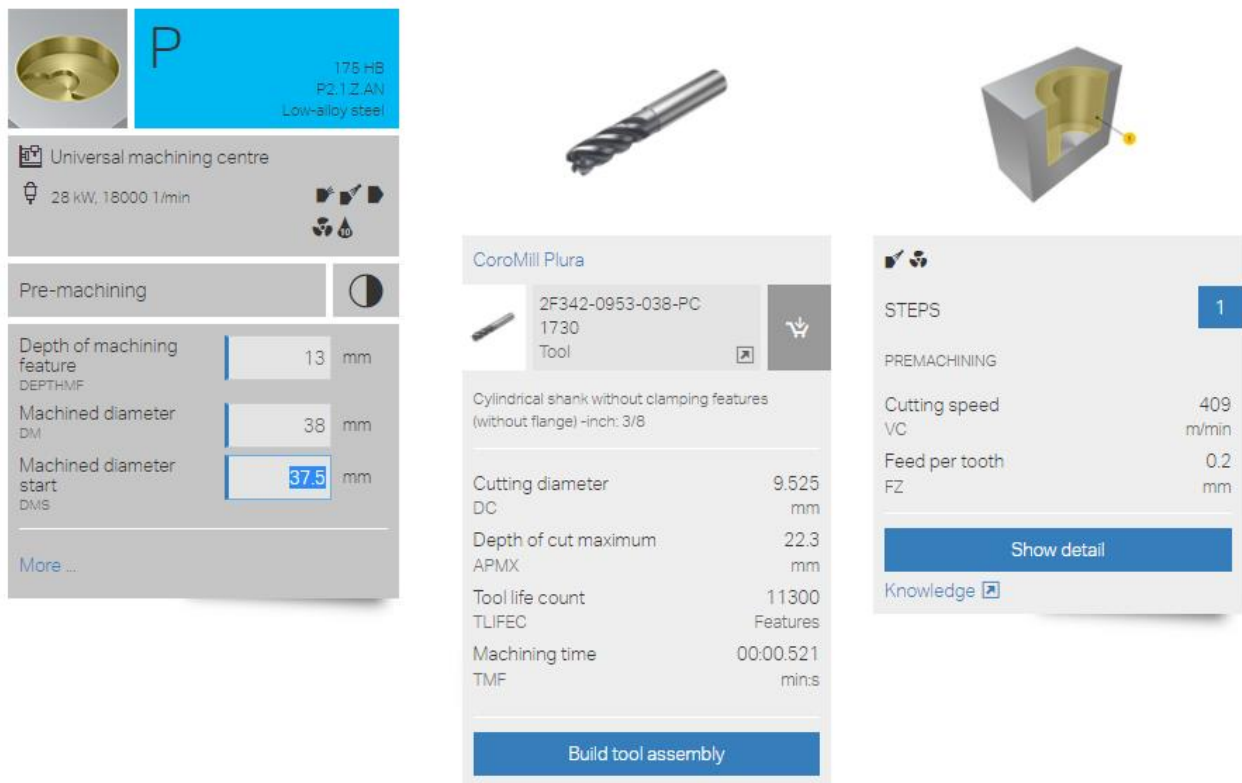 P
175 HB
P2.1.Z.AN
Low-alloy steel
Universal machining centre
28 kW, 18000 1/min
10
Pre-machining
Depth of machining
feature
DEPTHMF
13 mm
Machined diameter
DM
38 mm
Machined diameter
start
DMS
37.5 mm
More ...
CoroMill Plura
2F342-0953-038-PC
1730
Tool
Cylindrical shank without clamping features
(without flange) -inch: 3/8
Cutting diameter 9.525
DC mm
Depth of cut maximum 22.3
APMX mm
Tool life count 11300
TLIFEC Features
Machining time 00:00.521
TMF min:s
Build tool assembly
1
STEPS 1
PREMACHINING
Cutting speed 409
VC m/min
Feed per tooth 0.2
FZ mm
Show detail
Knowledge